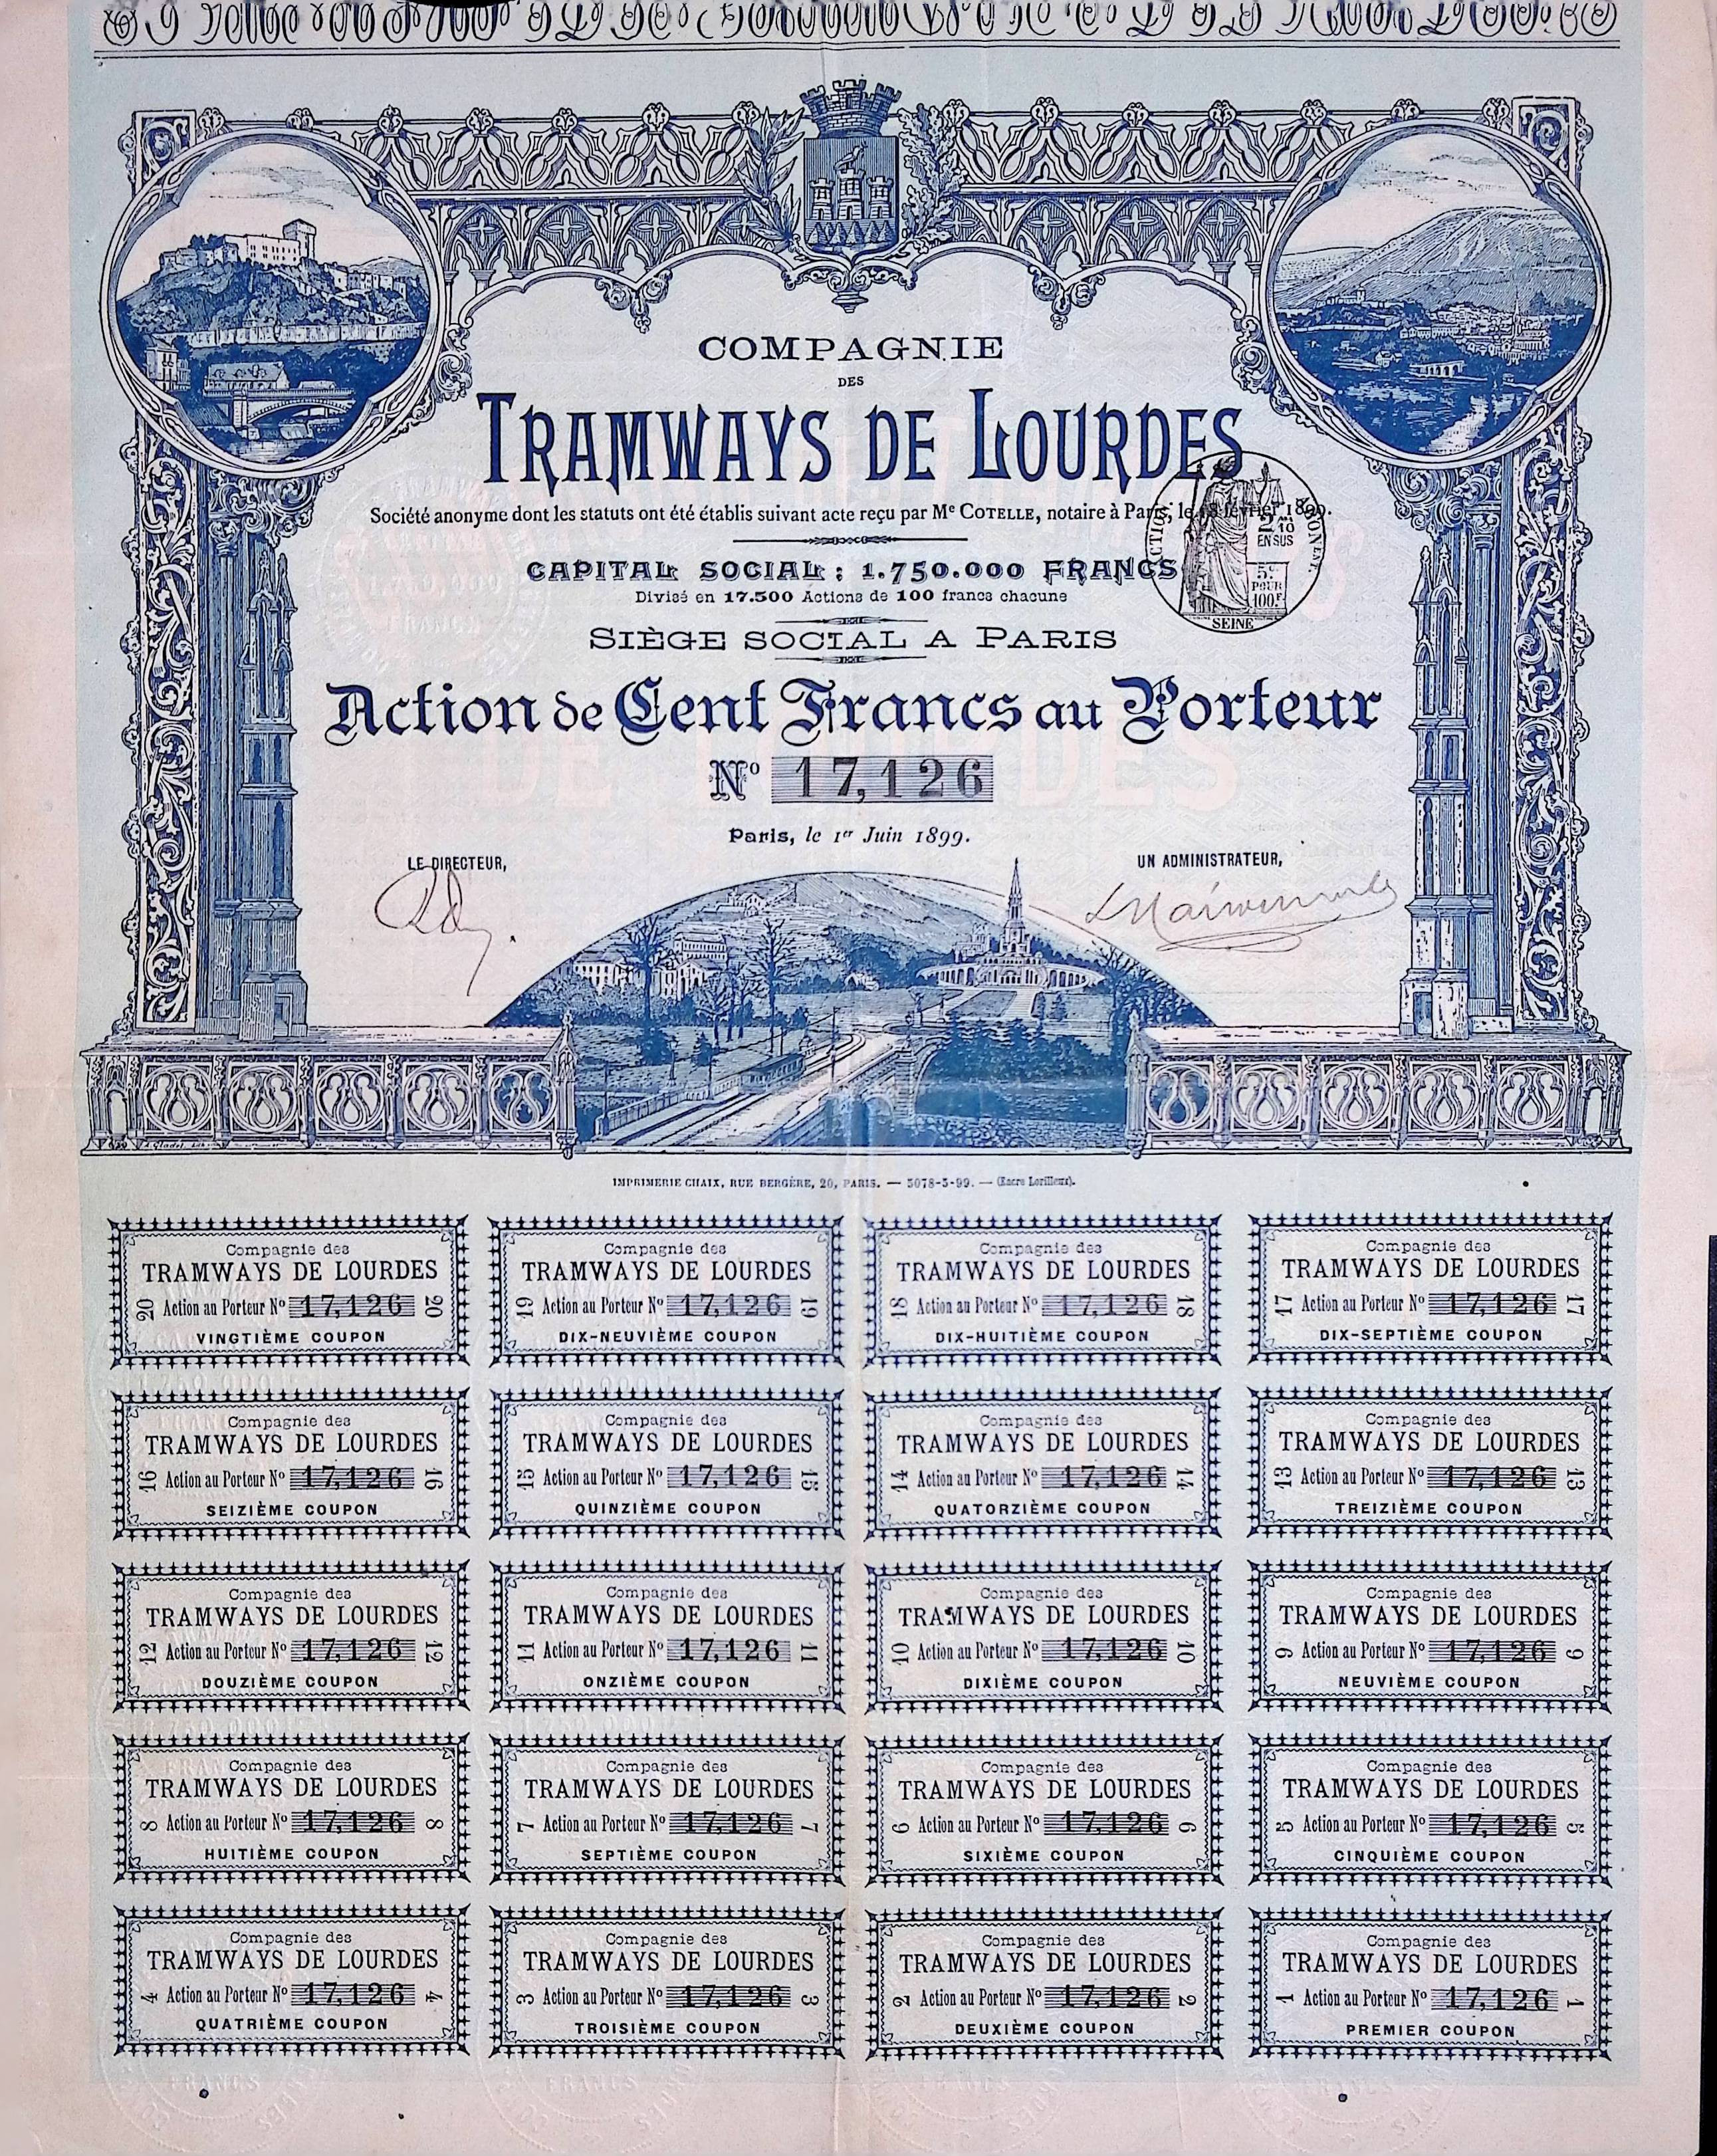 COMPAGNIE
DES
TRAMWAYS DE LOURDES
Société anonyme dont les statuts ont été établis suivant acte reçu par Me COTELLE, notaire à Paris, le 18 février 1899.
CAPITAL SOCIAL : 1.750.000 FRANCS
Divisé en 17.500 Actions de 100 francs chacune
2 10
EN SUS
5c
POUR
100F
SEINE
SIÈGE SOCIAL A PARIS
Action de Cent Francs au Porteur
No 17,126
Paris, le 1er Juin 1899.
LE DIRECTEUR,
UN ADMINISTRATEUR,
IMPRIMERIE CHAIX, RUE BERGÈRE, 20, PARIS. — 5078-5-99. — (Encre Lorilleux).
Compagnie des
TRAMWAYS DE LOURDES
20 Action au Porteur No 17,126 20
VINGTIÈME COUPON
Compagnie des
TRAMWAYS DE LOURDES
19 Action au Porteur No 17,126 19
DIX-NEUVIÈME COUPON
Compagnie des
TRAMWAYS DE LOURDES
18 Action au Porteur No 17,126 18
DIX-HUITIÈME COUPON
Compagnie des
TRAMWAYS DE LOURDES
17 Action au Porteur No 17,126 17
DIX-SEPTIÈME COUPON
Compagnie des
TRAMWAYS DE LOURDES
16 Action au Porteur No 17,126 16
SEIZIÈME COUPON
Compagnie des
TRAMWAYS DE LOURDES
15 Action au Porteur No 17,126 15
QUINZIÈME COUPON
Compagnie des
TRAMWAYS DE LOURDES
14 Action au Porteur No 17,126 14
QUATORZIÈME COUPON
Compagnie des
TRAMWAYS DE LOURDES
13 Action au Porteur No 17,126 13
TREIZIÈME COUPON
Compagnie des
TRAMWAYS DE LOURDES
12 Action au Porteur No 17,126 12
DOUZIÈME COUPON
Compagnie des
TRAMWAYS DE LOURDES
11 Action au Porteur No 17,126 11
ONZIÈME COUPON
Compagnie des
TRAMWAYS DE LOURDES
10 Action au Porteur No 17,126 10
DIXIÈME COUPON
Compagnie des
TRAMWAYS DE LOURDES
9 Action au Porteur No 17,126 9
NEUVIÈME COUPON
Compagnie des
TRAMWAYS DE LOURDES
8 Action au Porteur No 17,126 8
HUITIÈME COUPON
Compagnie des
TRAMWAYS DE LOURDES
7 Action au Porteur No 17,126 7
SEPTIÈME COUPON
Compagnie des
TRAMWAYS DE LOURDES
6 Action au Porteur No 17,126 6
SIXIÈME COUPON
Compagnie des
TRAMWAYS DE LOURDES
5 Action au Porteur No 17,126 5
CINQUIÈME COUPON
Compagnie des
TRAMWAYS DE LOURDES
4 Action au Porteur No 17,126 4
QUATRIÈME COUPON
Compagnie des
TRAMWAYS DE LOURDES
3 Action au Porteur No 17,126 3
TROISIÈME COUPON
Compagnie des
TRAMWAYS DE LOURDES
2 Action au Porteur No 17,126 2
DEUXIÈME COUPON
Compagnie des
TRAMWAYS DE LOURDES
1 Action au Porteur No 17,126 1
PREMIER COUPON